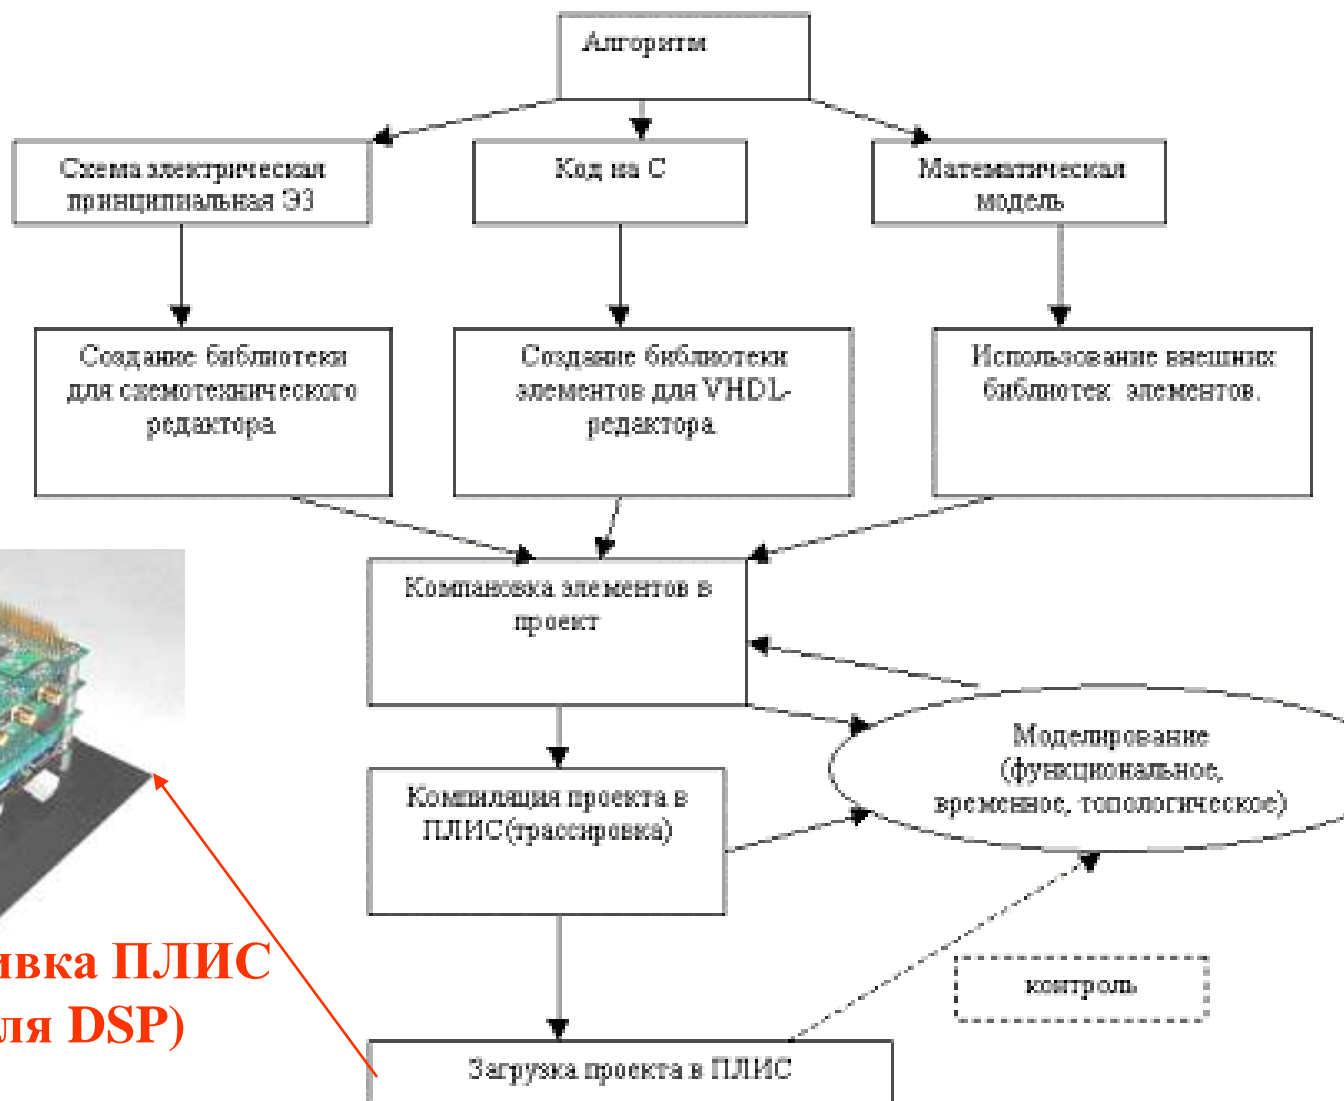 Алгоритм
Схема электрическая
принципиальная Э3
Код на С
Математическая
модель
Создание библиотеки
для схемотехнического
редактора
Создание библиотеки
элементов для VHDL-
редактора
Использование внешних
библиотек элементов.
Компановка элементов в
проект
Моделирование
(функциональное,
временное, топологическое)
Компиляция проекта в
ПЛИС(трассировка)
ивка ПЛИС
ля DSP)
контроль
Загрузка проекта в ПЛИС